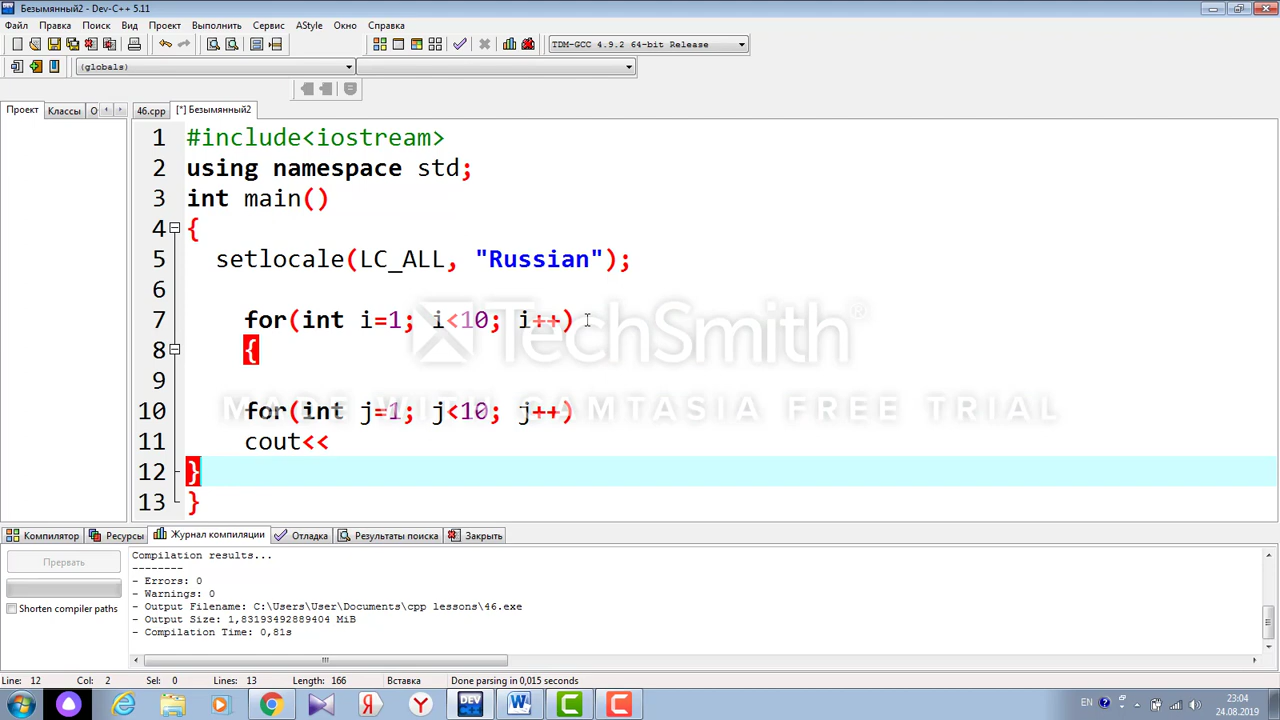 Безымянный2 - Dev-C++ 5.11
Файл Правка Поиск Вид Проект Выполнить Сервис AStyle Окно Справка
TDM-GCC 4.9.2 64-bit Release
(globals)
Проект Классы О 46.cpp [*] Безымянный2
1 #include<iostream>
2 using namespace std;
3 int main()
4 {
5 setlocale(LC_ALL, "Russian");
6
7 for(int i=1; i<10; i++)
8 {
9
10 for(int j=1; j<10; j++)
11 cout<<
12 }
13 }
TechSmith®
MADE WITH CAMTASIA FREE TRIAL
Компилятор Ресурсы Журнал компиляции Отладка Результаты поиска Закрыть
Прервать
Shorten compiler paths
Compilation results...
--------
- Errors: 0
- Warnings: 0
- Output Filename: C:\Users\User\Documents\cpp lessons\46.exe
- Output Size: 1,83193492889404 MiB
- Compilation Time: 0,81s
Line: 12 Col: 2 Sel: 0 Lines: 13 Length: 166 Вставка Done parsing in 0,015 seconds
EN 23:04
24.08.2019